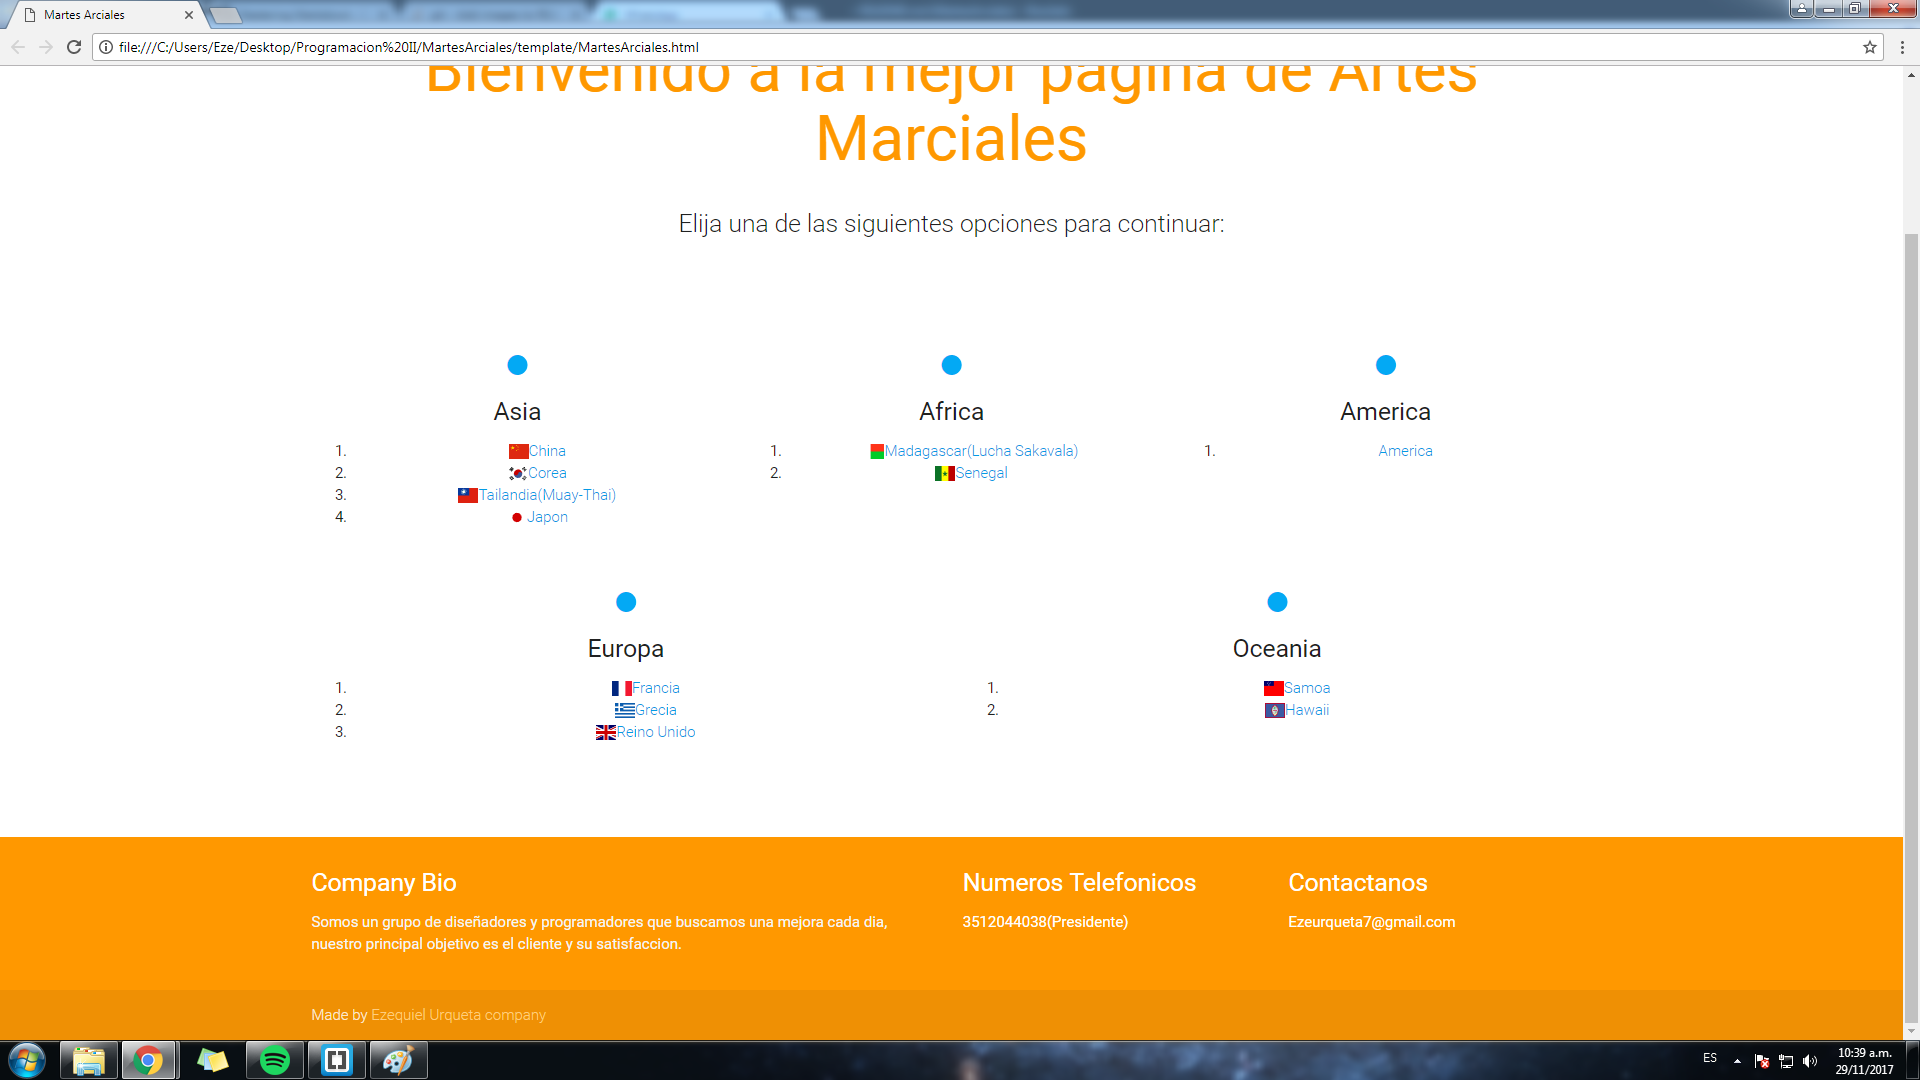 Martes Arciales
file:///C:/Users/Eze/Desktop/Programacion%20II/MartesArciales/template/MartesArciales.html
Bienvenido a la mejor pagina de Artes
Marciales
Elija una de las siguientes opciones para continuar:
Asia
1. China
2. Corea
3. Tailandia(Muay-Thai)
4. Japon
Africa
1. Madagascar(Lucha Sakavala)
2. Senegal
America
1. America
Europa
1. Francia
2. Grecia
3. Reino Unido
Oceania
1. Samoa
2. Hawaii
Company Bio
Somos un grupo de diseñadores y programadores que buscamos una mejora cada dia,
nuestro principal objetivo es el cliente y su satisfaccion.
Numeros Telefonicos
3512044038(Presidente)
Contactanos
Ezeurqueta7@gmail.com
Made by Ezequiel Urqueta company
ES
10:39 a.m.
29/11/2017